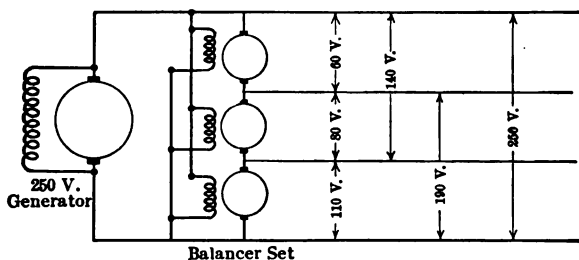 60 V.
140 V.
80 V.
110 V.
190 V.
250 V.
250 V.
Generator
Balancer Set